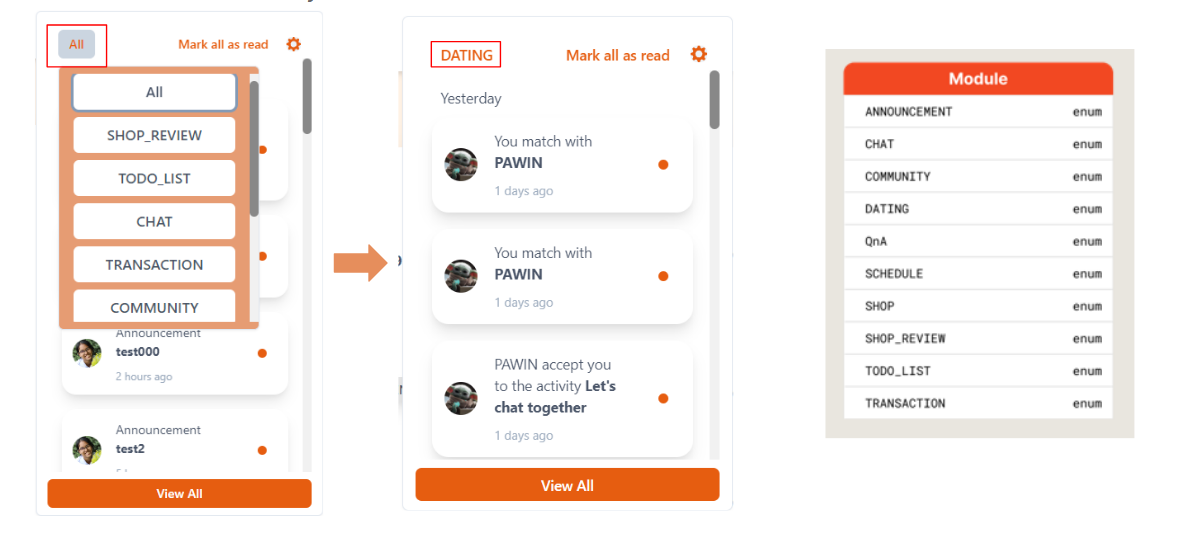 All
Mark all as read
All
SHOP_REVIEW
TODO_LIST
CHAT
TRANSACTION
COMMUNITY
Announcement
test000
2 hours ago
Announcement
test2
View All
DATING
Mark all as read
Yesterday
You match with
PAWIN
1 days ago
You match with
PAWIN
1 days ago
PAWIN accept you
to the activity Let's
chat together
1 days ago
View All
Module
ANNOUNCEMENT enum
CHAT enum
COMMUNITY enum
DATING enum
QnA enum
SCHEDULE enum
SHOP enum
SHOP_REVIEW enum
TODO_LIST enum
TRANSACTION enum